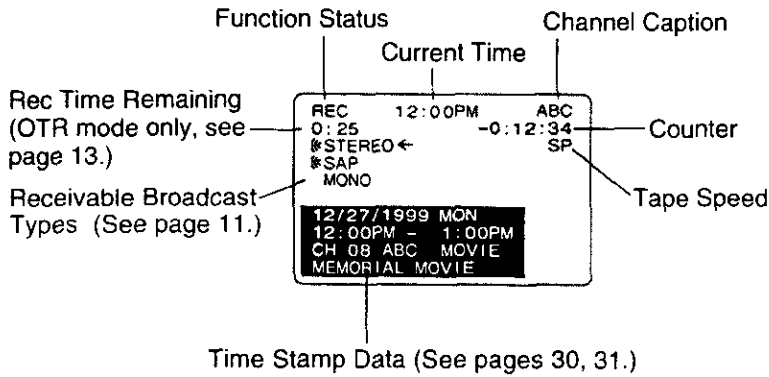 Function Status
Channel Caption
Current Time
Rec Time Remaining
(OTR mode only, see
page 13.)
REC 12:00PM ABC
0:25 -0:12:34
STEREO ←
SP
SAP
MONO
Counter
Receivable Broadcast
Types (See page 11.)
Tape Speed
12/27/1999 MON
12:00PM - 1:00PM
CH 08 ABC MOVIE
MEMORIAL MOVIE
Time Stamp Data (See pages 30, 31.)